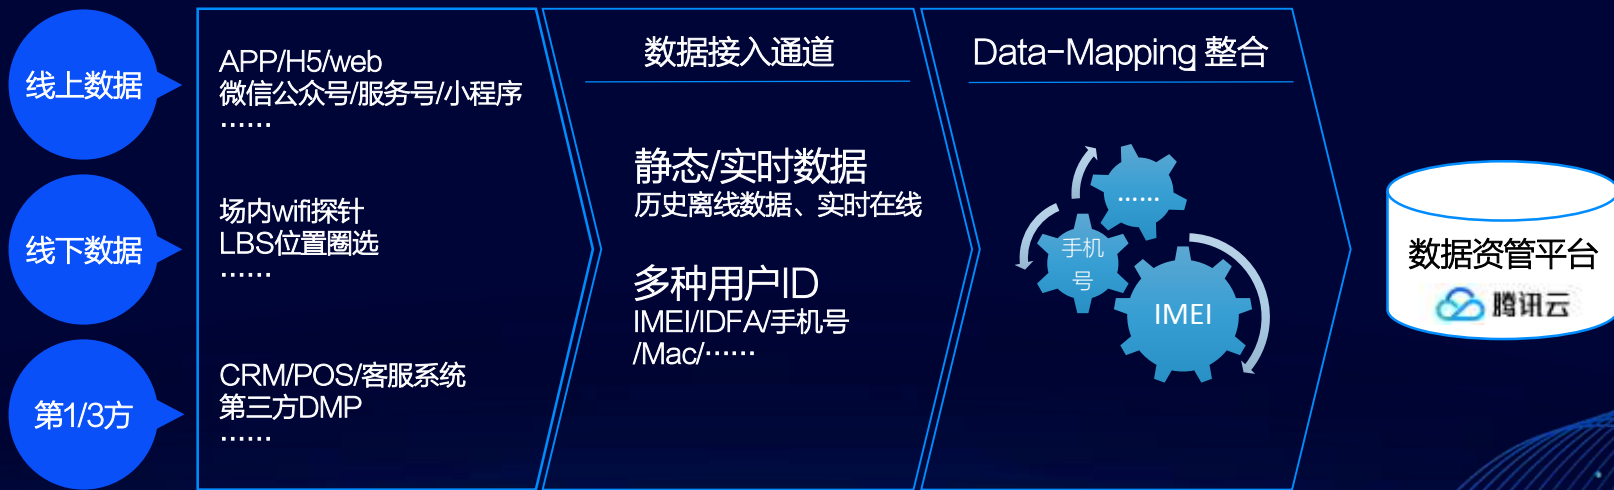 线上数据
APP/H5/web
微信公众号/服务号/小程序
……
线下数据
场内wifi探针
LBS位置圈选
……
第1/3方
CRM/POS/客服系统
第三方DMP
……
数据接入通道
静态/实时数据
历史离线数据、实时在线
多种用户ID
IMEI/IDFA/手机号
/Mac/……
Data-Mapping 整合
……
手机
号
IMEI
数据资管平台
腾讯云